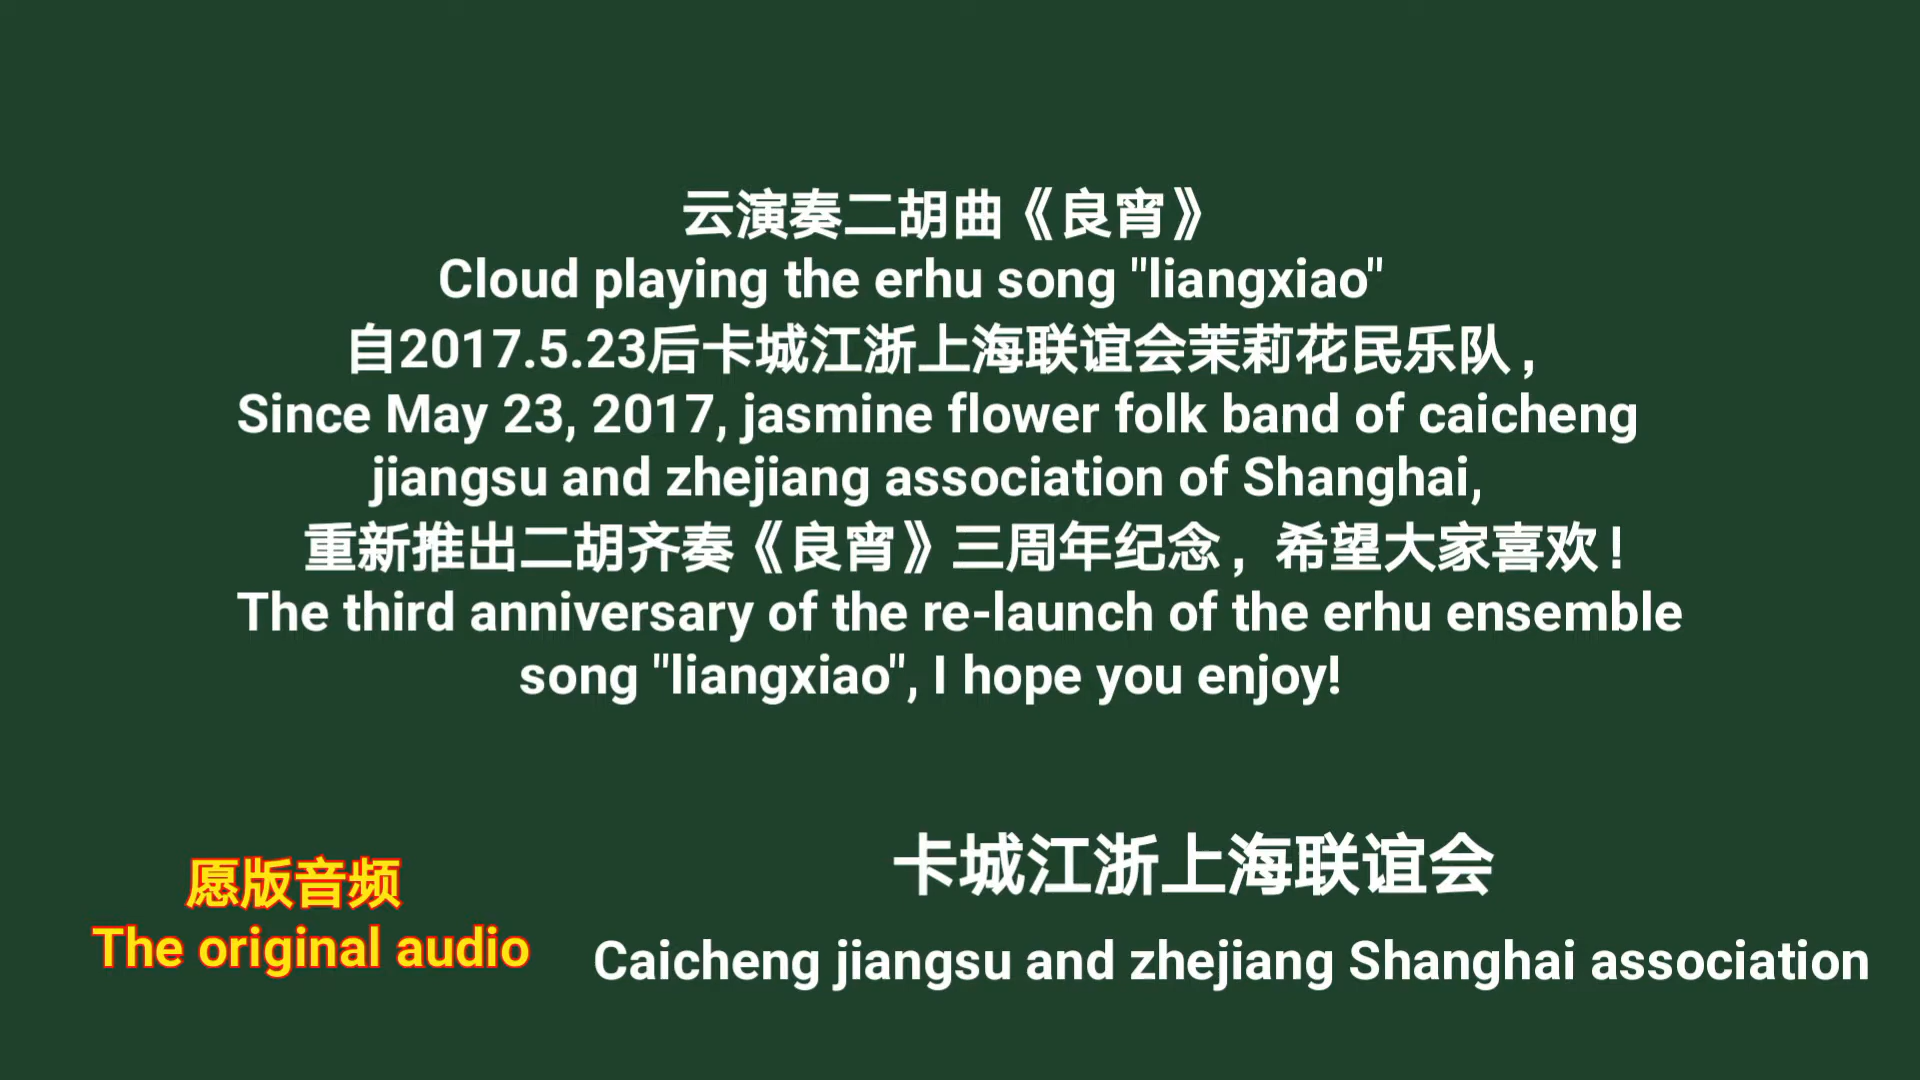 云演奏二胡曲《良宵》
Cloud playing the erhu song "liangxiao"
自2017.5.23后卡城江浙上海联谊会茉莉花民乐队，
Since May 23, 2017, jasmine flower folk band of caicheng
jiangsu and zhejiang association of Shanghai,
重新推出二胡齐奏《良宵》三周年纪念，希望大家喜欢！
The third anniversary of the re-launch of the erhu ensemble
song "liangxiao", I hope you enjoy!
愿版音频
The original audio
卡城江浙上海联谊会
Caicheng jiangsu and zhejiang Shanghai association